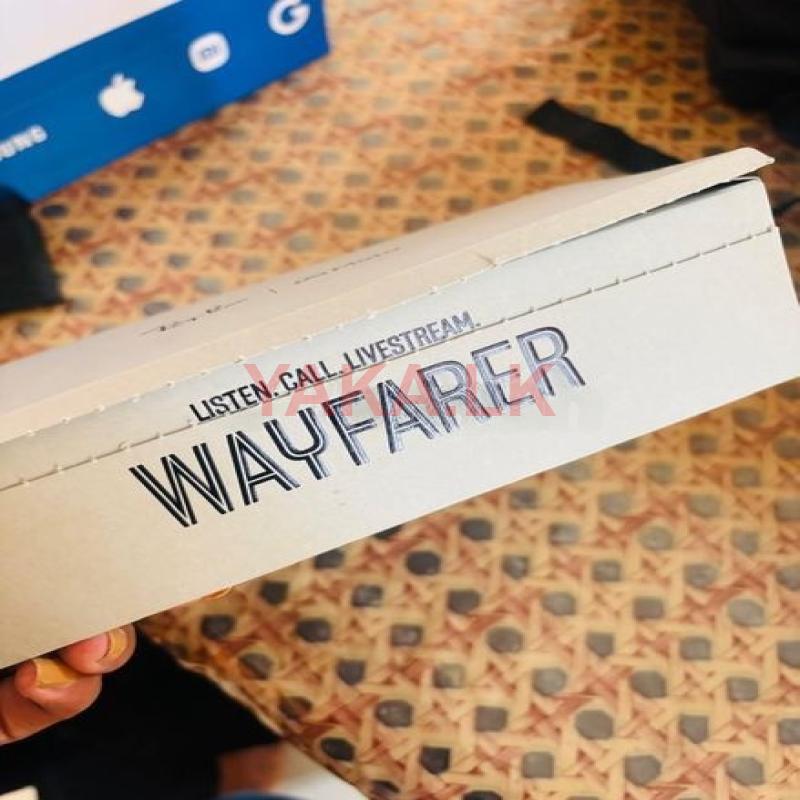 LISTEN. CALL. LIVESTREAM.
WAYFARER
YAKA.LK